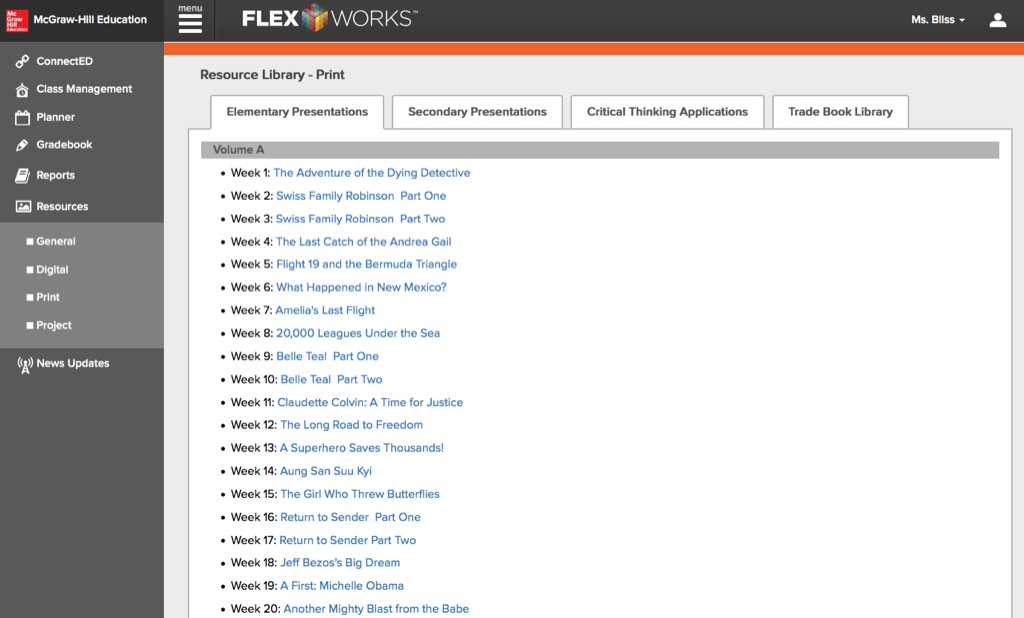 Mc Graw Hill Education
McGraw-Hill Education
menu
FLEX WORKS™
Ms. Bliss
ConnectED
Class Management
Planner
Gradebook
Reports
Resources
General
Digital
Print
Project
News Updates
Resource Library - Print
Elementary Presentations
Secondary Presentations
Critical Thinking Applications
Trade Book Library
Volume A
• Week 1: The Adventure of the Dying Detective
• Week 2: Swiss Family Robinson  Part One
• Week 3: Swiss Family Robinson  Part Two
• Week 4: The Last Catch of the Andrea Gail
• Week 5: Flight 19 and the Bermuda Triangle
• Week 6: What Happened in New Mexico?
• Week 7: Amelia's Last Flight
• Week 8: 20,000 Leagues Under the Sea
• Week 9: Belle Teal  Part One
• Week 10: Belle Teal  Part Two
• Week 11: Claudette Colvin: A Time for Justice
• Week 12: The Long Road to Freedom
• Week 13: A Superhero Saves Thousands!
• Week 14: Aung San Suu Kyi
• Week 15: The Girl Who Threw Butterflies
• Week 16: Return to Sender  Part One
• Week 17: Return to Sender Part Two
• Week 18: Jeff Bezos's Big Dream
• Week 19: A First: Michelle Obama
• Week 20: Another Mighty Blast from the Babe